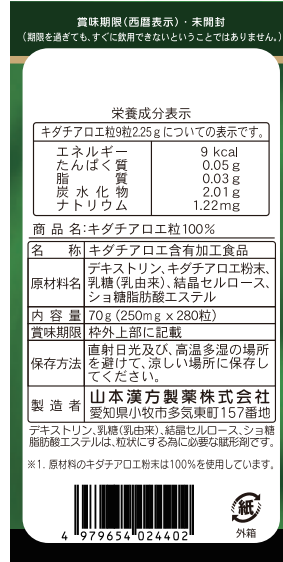 賞味期限(西暦表示)・未開封
(期限を過ぎても、すぐに飲用できないということではありません。)
栄養成分表示
キダチアロエ粒9粒2.25gについての表示です。
エネルギー 9 kcal
たんぱく質 0.05g
脂質 0.03g
炭水化物 2.01g
ナトリウム 1.22mg
商品名:キダチアロエ粒100%
名称 キダチアロエ含有加工食品
原材料名 デキストリン、キダチアロエ粉末、
乳糖(乳由来)、結晶セルロース、
ショ糖脂肪酸エステル
内容量 70g(250mg x 280粒)
賞味期限 枠外上部に記載
保存方法 直射日光及び、高温多湿の場所
を避けて、涼しい場所に保存し
てください。
製造者 山本漢方製薬株式会社
愛知県小牧市多気東町157番地
デキストリン、乳糖(乳由来)、結晶セルロース、ショ糖
脂肪酸エステルは、粒状にする為に必要な賦形剤です。
※1. 原材料のキダチアロエ粉末は100%を使用しています。
紙
外箱
4 979654 024402